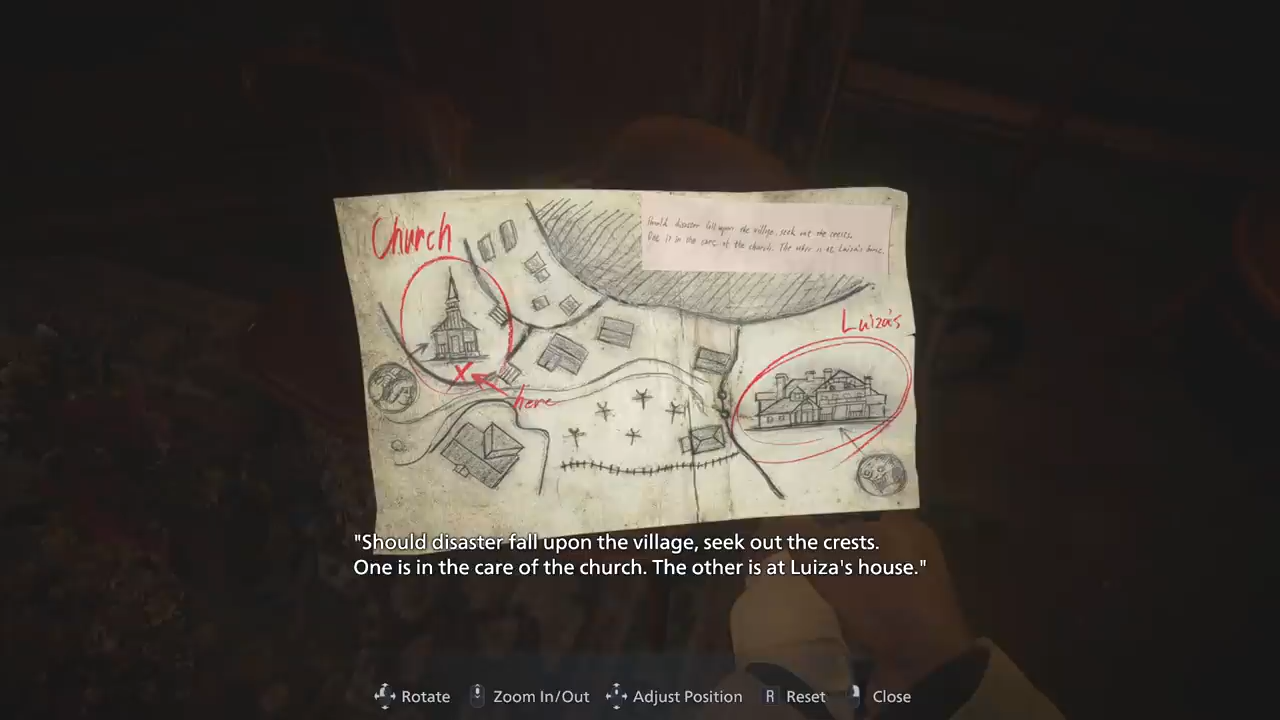 Church
Should disaster fall upon the village, seek out the crests.
One is in the care of the church. The other is at Luiza's house.
Luiza's
here
"Should disaster fall upon the village, seek out the crests.
One is in the care of the church. The other is at Luiza's house."
Rotate Zoom In/Out Adjust Position R Reset Close